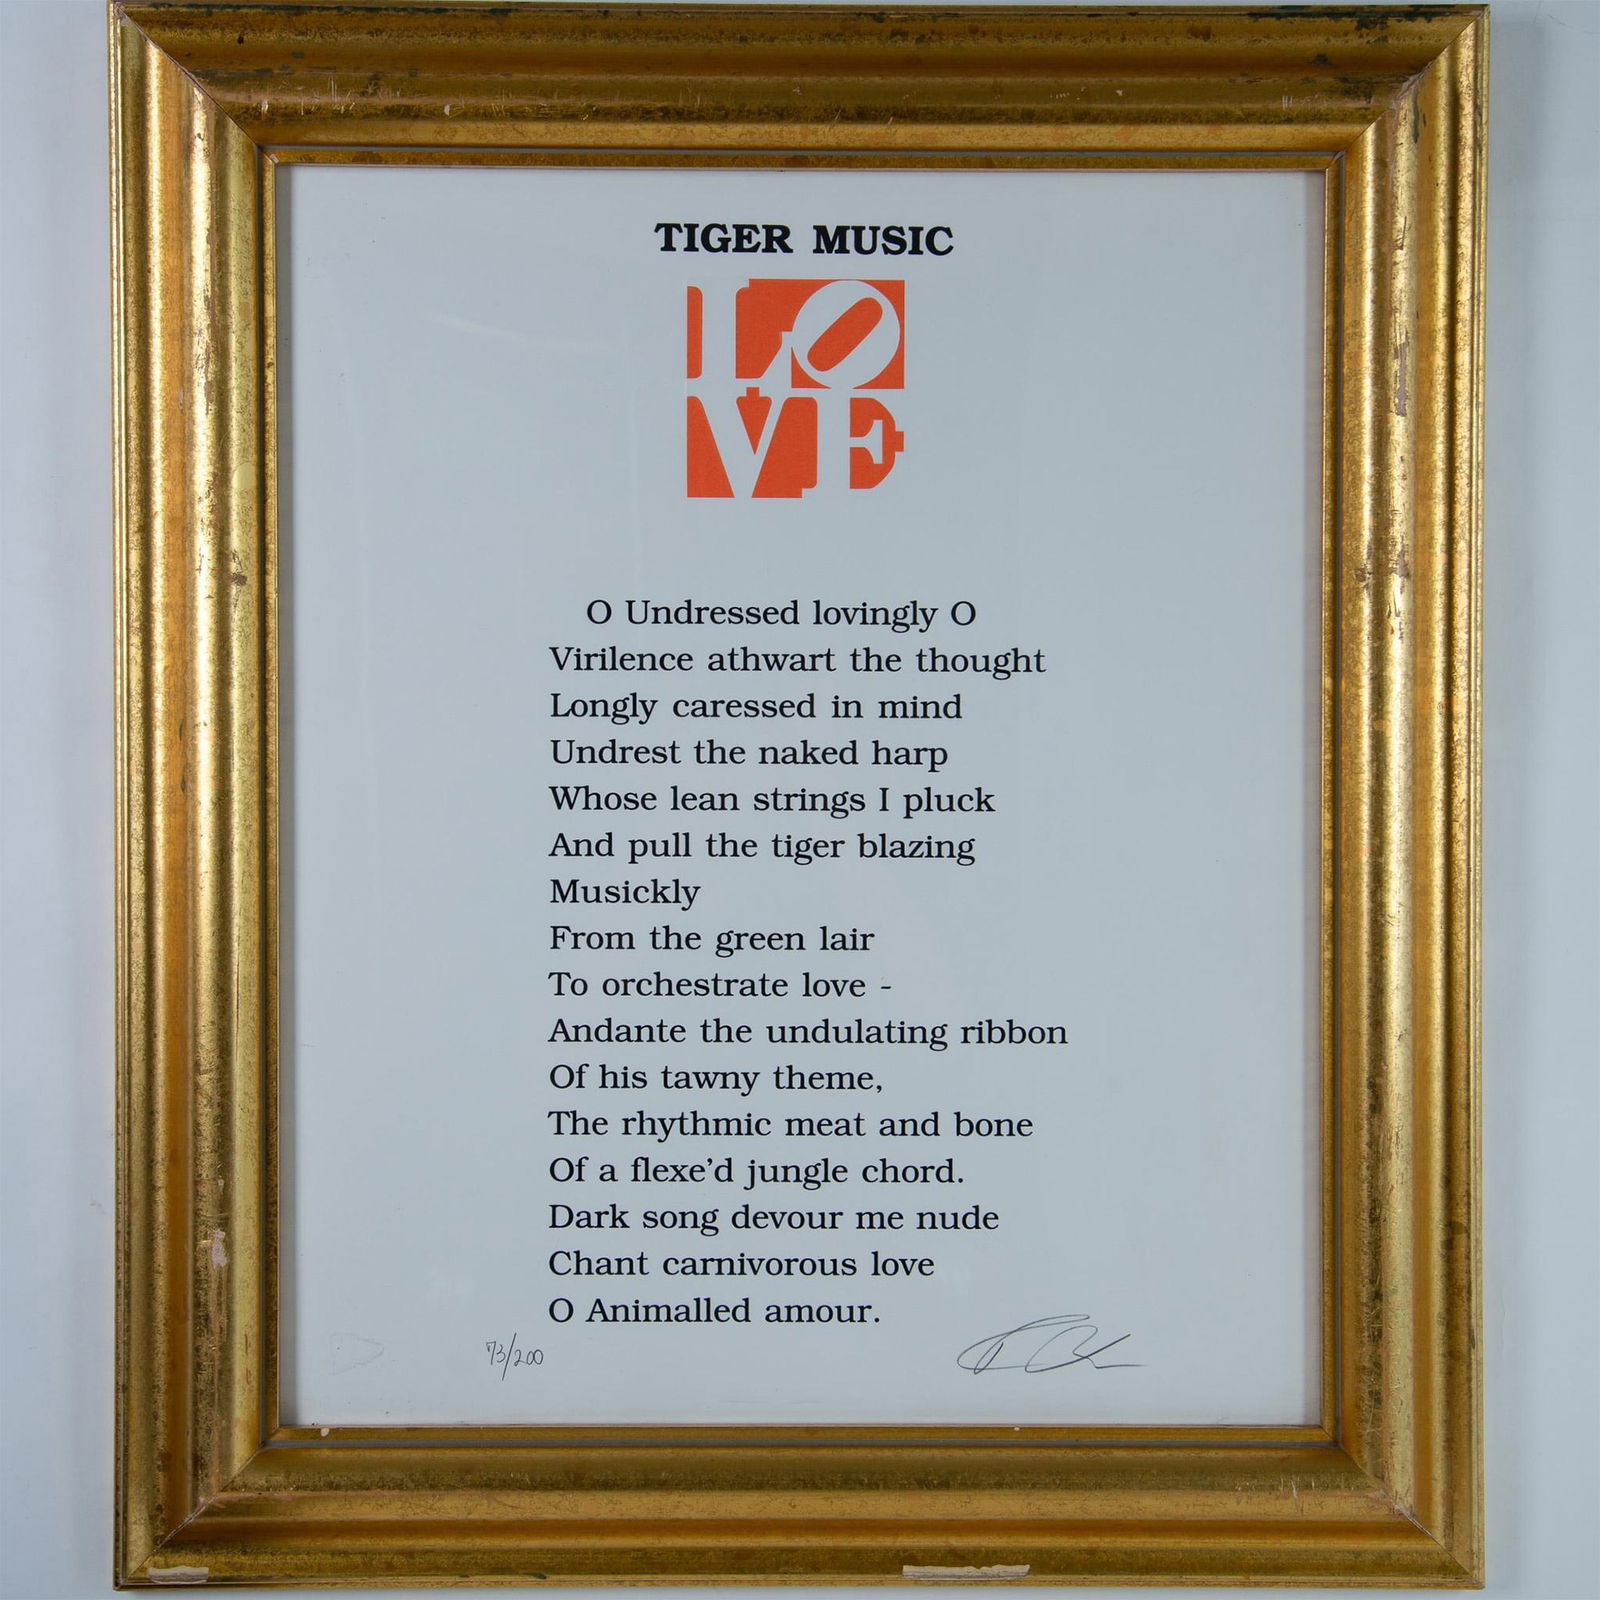 TIGER MUSIC
LO
VE
O Undressed lovingly O
Virilence athwart the thought
Longly caressed in mind
Undrest the naked harp
Whose lean strings I pluck
And pull the tiger blazing
Musickly
From the green lair
To orchestrate love -
Andante the undulating ribbon
Of his tawny theme,
The rhythmic meat and bone
Of a flexe'd jungle chord.
Dark song devour me nude
Chant carnivorous love
O Animalled amour.
73/200